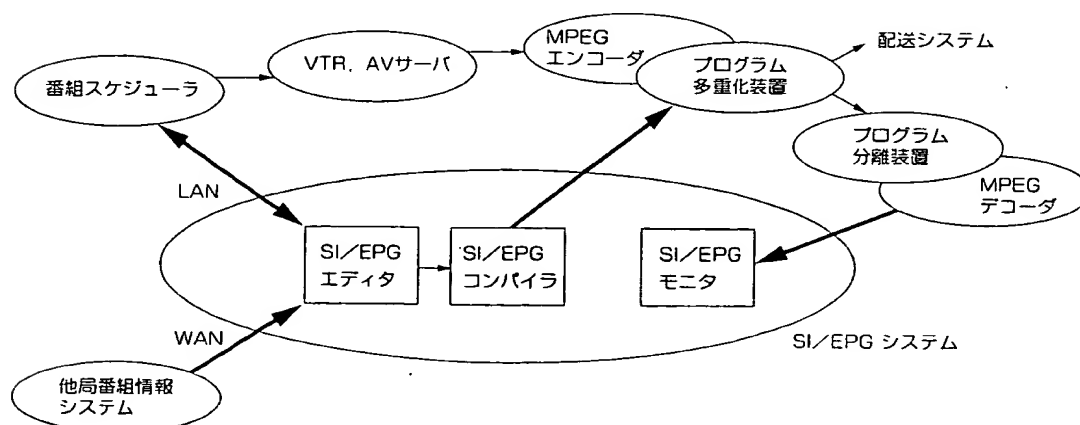 MPEG
エンコーダ
配送システム
VTR，AVサーバ
プログラム
多重化装置
番組スケジューラ
プログラム
分離装置
MPEG
デコーダ
LAN
SI／EPG
エディタ
SI／EPG
コンパイラ
SI／EPG
モニタ
WAN
SI／EPG システム
他局番組情報
システム